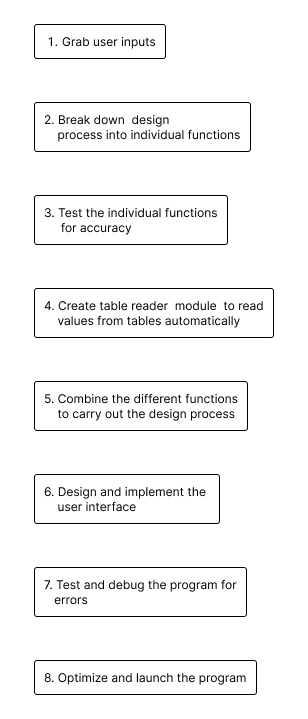 1. Grab user inputs
2. Break down design
process into individual functions
3. Test the individual functions
for accuracy
4. Create table reader module to read
values from tables automatically
5. Combine the different functions
to carry out the design process
6. Design and implement the
user interface
7. Test and debug the program for
errors
8. Optimize and launch the program